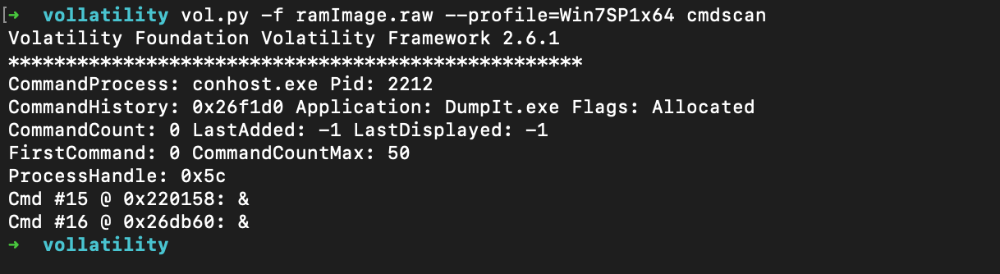 [➜  vollatility vol.py -f ramImage.raw --profile=Win7SP1x64 cmdscan
Volatility Foundation Volatility Framework 2.6.1
**************************************************
CommandProcess: conhost.exe Pid: 2212
CommandHistory: 0x26f1d0 Application: DumpIt.exe Flags: Allocated
CommandCount: 0 LastAdded: -1 LastDisplayed: -1
FirstCommand: 0 CommandCountMax: 50
ProcessHandle: 0x5c
Cmd #15 @ 0x220158: &
Cmd #16 @ 0x26db60: &
➜  vollatility